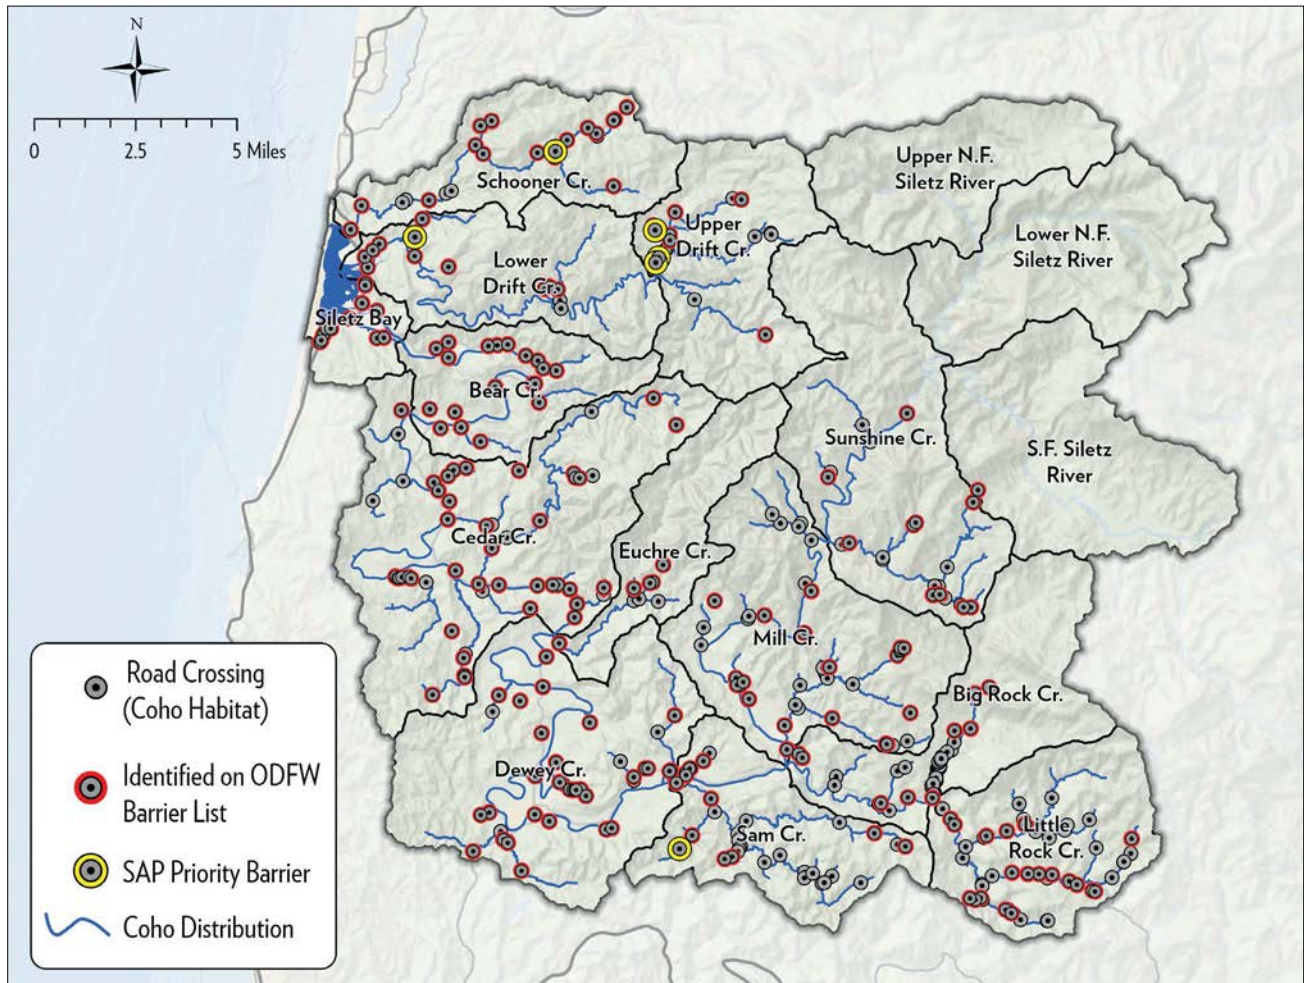 N
0
2.5
5 Miles
Upper N.F.
Siletz River
Schooner Cr.
Lower N.F.
Siletz River
Upper
Drift Cr.
Lower
Drift Cr.
Siletz Bay
Bear Cr.
Sunshine Cr.
S.F. Siletz
River
Cedar Cr.
Euchre Cr.
Mill Cr.
Big Rock Cr.
Dewey Cr.
Sam Cr.
Little
Rock Cr.
Road Crossing
(Coho Habitat)
Identified on ODFW
Barrier List
SAP Priority Barrier
Coho Distribution